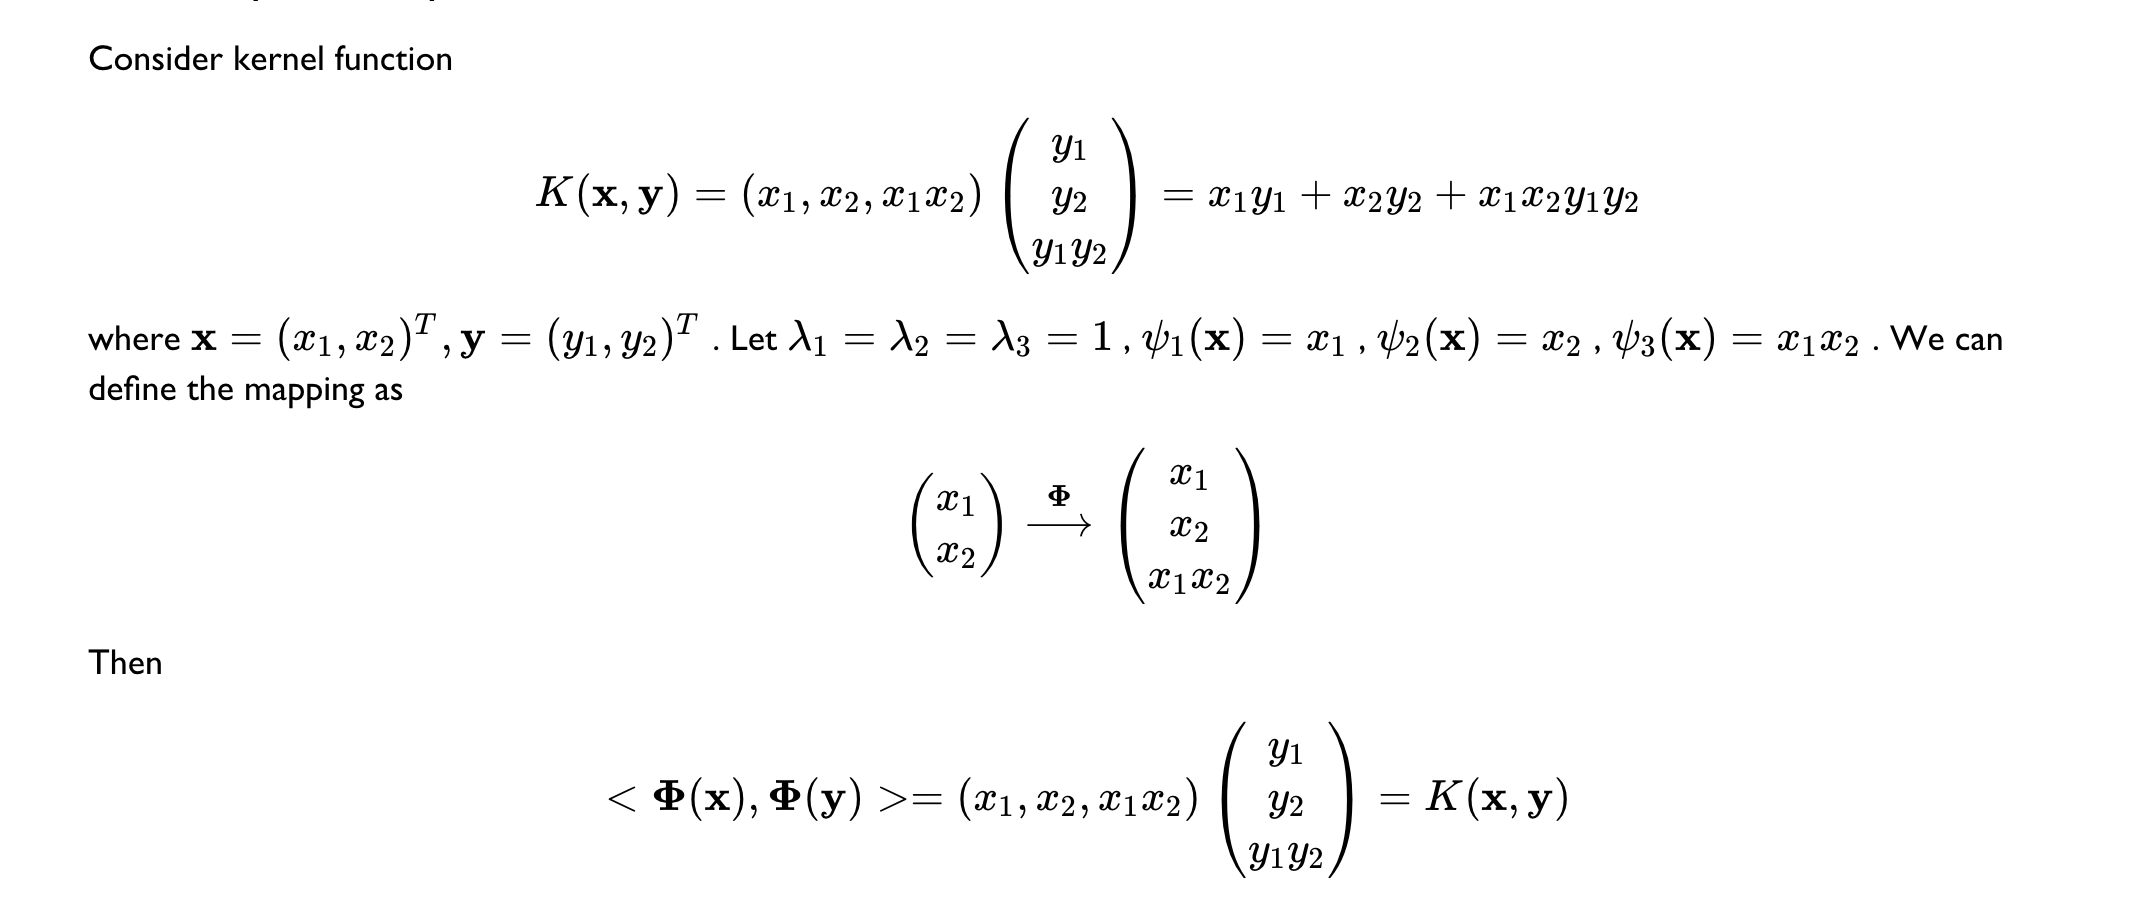 Consider kernel function
K(x, y) = (x₁, x₂, x₁x₂) (y₁ y₂ y₁y₂) = x₁y₁ + x₂y₂ + x₁x₂y₁y₂
where x = (x₁, x₂)ᵀ, y = (y₁, y₂)ᵀ . Let λ₁ = λ₂ = λ₃ = 1 , ψ₁(x) = x₁ , ψ₂(x) = x₂ , ψ₃(x) = x₁x₂ . We can
define the mapping as
(x₁ x₂) Φ⟶ (x₁ x₂ x₁x₂)
Then
< Φ(x), Φ(y) >= (x₁, x₂, x₁x₂) (y₁ y₂ y₁y₂) = K(x, y)